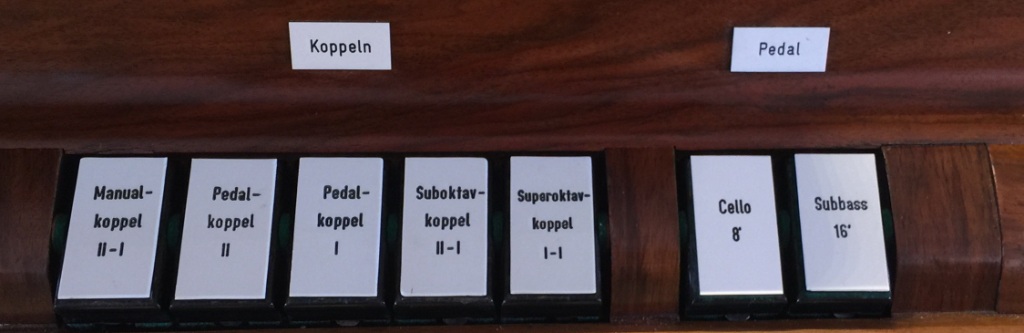 Koppeln
Pedal
Manual-
koppel
II-I
Pedal-
koppel
II
Pedal-
koppel
I
Suboktav-
koppel
II-I
Superoktav-
koppel
I-I
Cello
8'
Subbass
16'